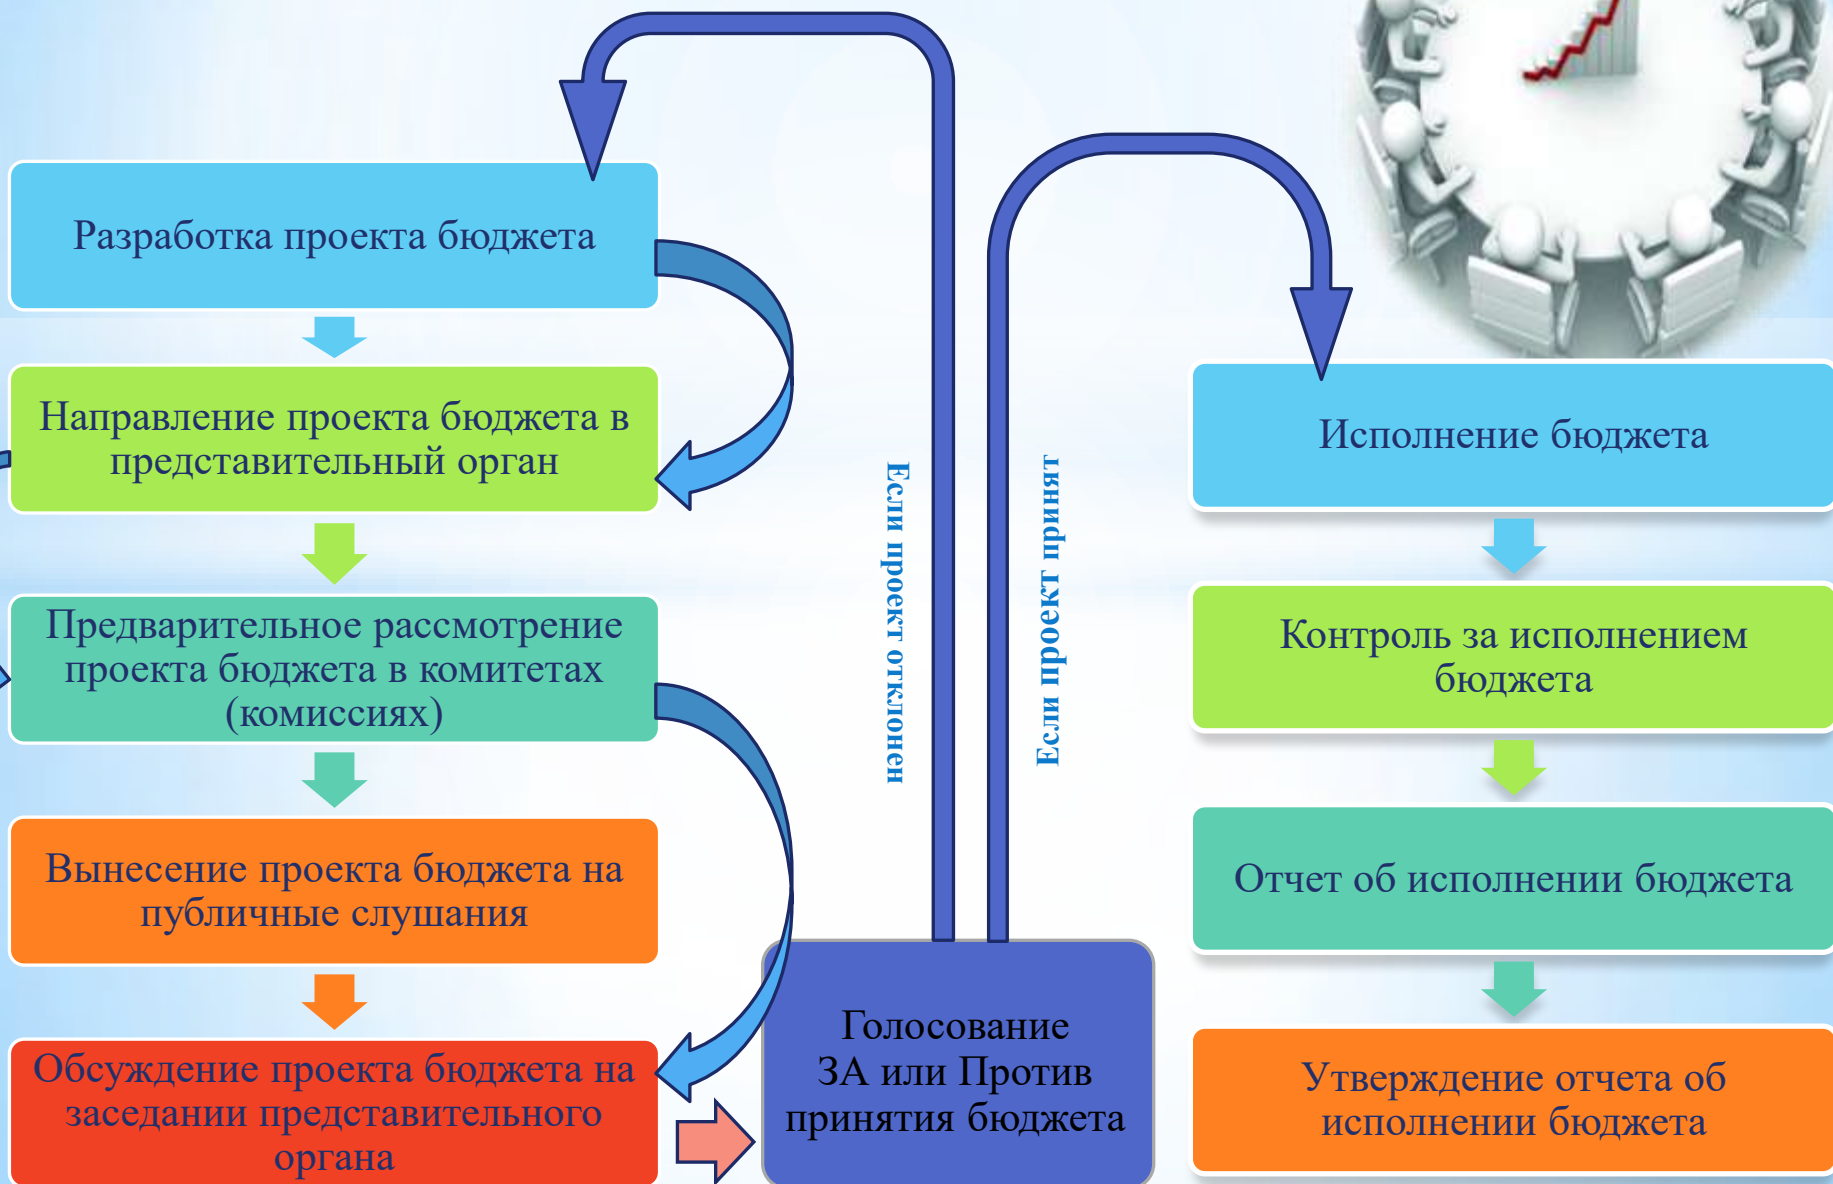 Разработка проекта бюджета
Направление проекта бюджета в
представительный орган
Предварительное рассмотрение
проекта бюджета в комитетах
(комиссиях)
Вынесение проекта бюджета на
публичные слушания
Обсуждение проекта бюджета на
заседании представительного
органа
Если проект отклонен
Если проект принят
Голосование
ЗА или Против
принятия бюджета
Исполнение бюджета
Контроль за исполнением
бюджета
Отчет об исполнении бюджета
Утверждение отчета об
исполнении бюджета